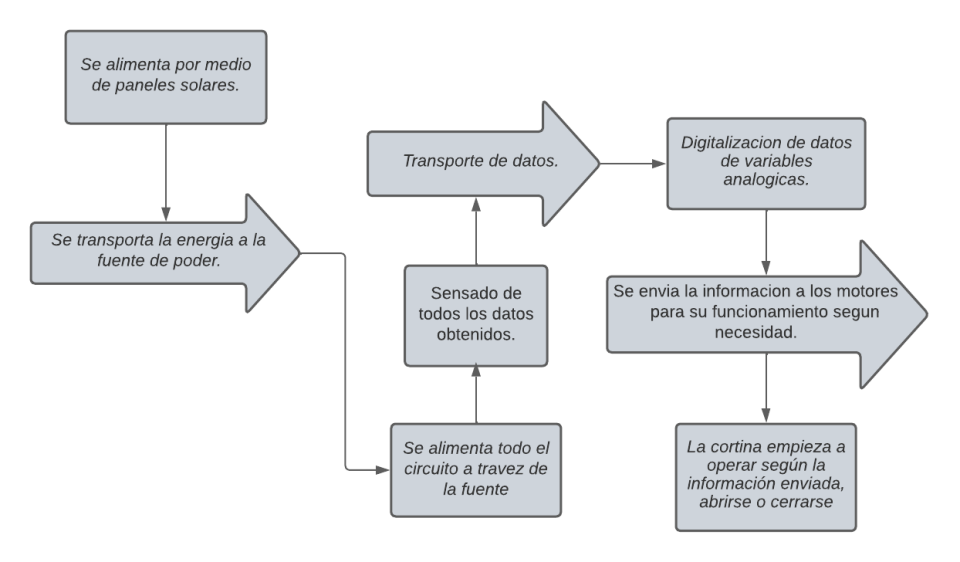 Se alimenta por medio
de paneles solares.
Se transporta la energia a la
fuente de poder.
Se alimenta todo el
circuito a travez de
la fuente
Sensado de
todos los datos
obtenidos.
Transporte de datos.
Digitalizacion de datos
de variables
analogicas.
Se envia la informacion a los motores
para su funcionamiento segun
necesidad.
La cortina empieza a
operar según la
información enviada,
abrirse o cerrarse